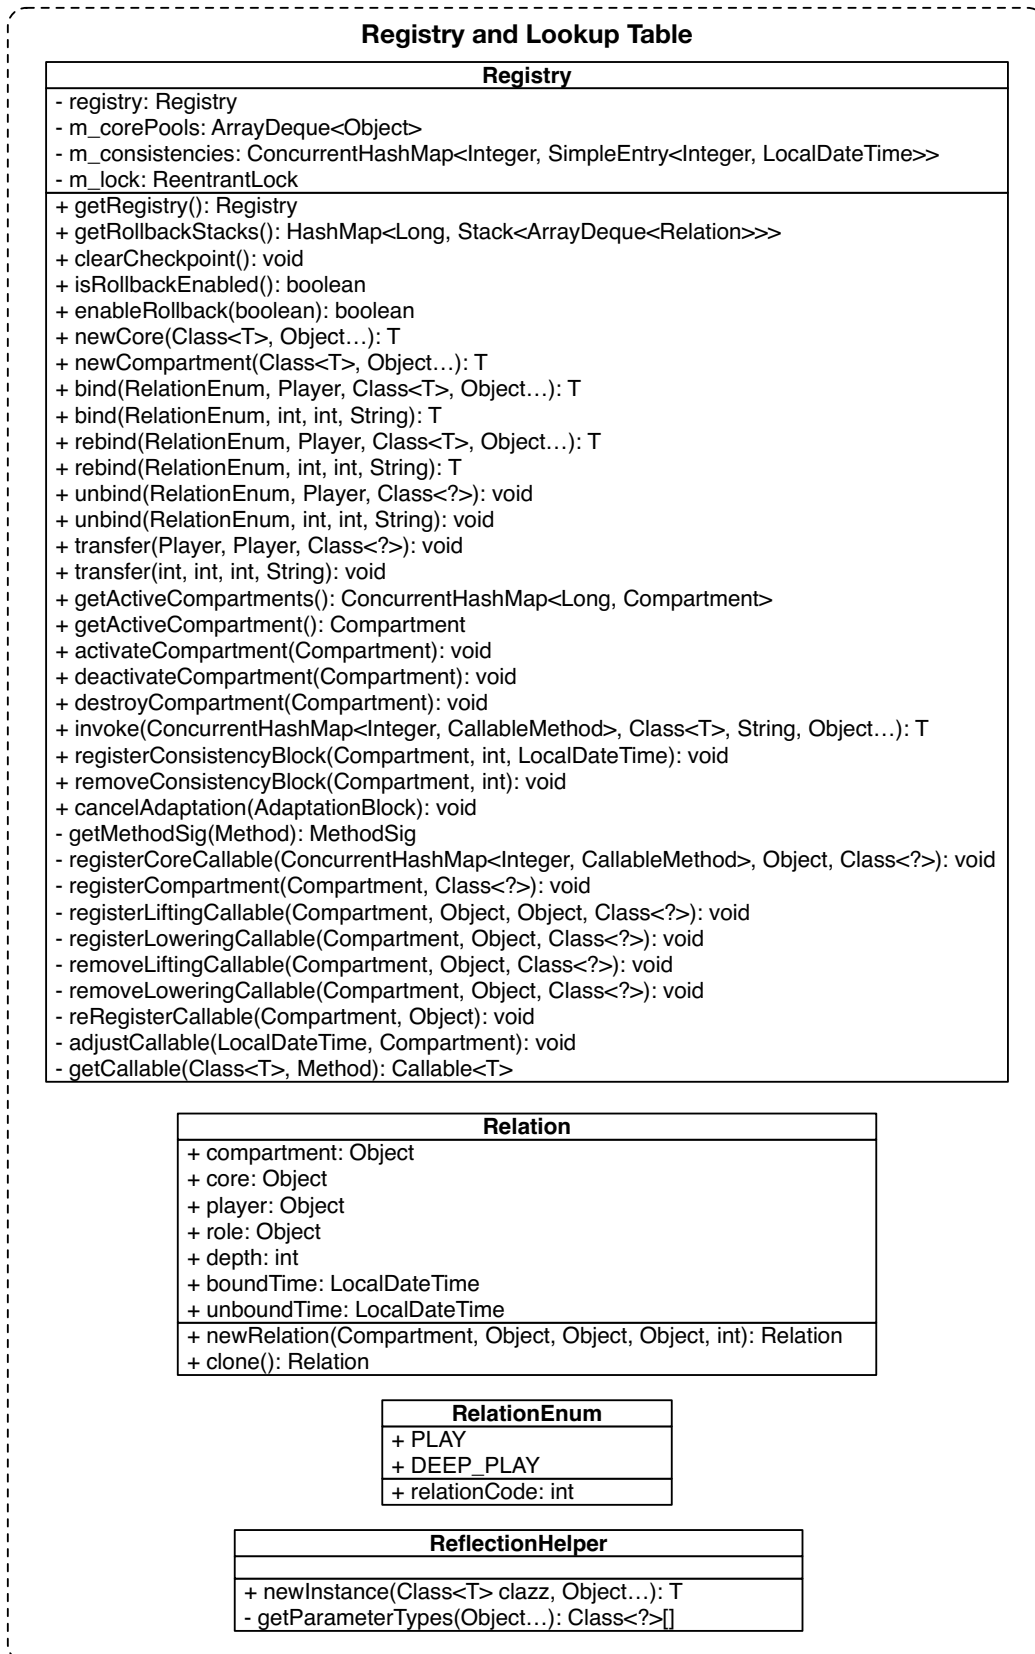 Registry and Lookup Table
Registry
- registry: Registry
- m_corePools: ArrayDeque<Object>
- m_consistencies: ConcurrentHashMap<Integer, SimpleEntry<Integer, LocalDateTime>>
- m_lock: ReentrantLock
+ getRegistry(): Registry
+ getRollbackStacks(): HashMap<Long, Stack<ArrayDeque<Relation>>>
+ clearCheckpoint(): void
+ isRollbackEnabled(): boolean
+ enableRollback(boolean): boolean
+ newCore(Class<T>, Object…): T
+ newCompartment(Class<T>, Object…): T
+ bind(RelationEnum, Player, Class<T>, Object…): T
+ bind(RelationEnum, int, int, String): T
+ rebind(RelationEnum, Player, Class<T>, Object…): T
+ rebind(RelationEnum, int, int, String): T
+ unbind(RelationEnum, Player, Class<?>): void
+ unbind(RelationEnum, int, int, String): void
+ transfer(Player, Player, Class<?>): void
+ transfer(int, int, int, String): void
+ getActiveCompartments(): ConcurrentHashMap<Long, Compartment>
+ getActiveCompartment(): Compartment
+ activateCompartment(Compartment): void
+ deactivateCompartment(Compartment): void
+ destroyCompartment(Compartment): void
+ invoke(ConcurrentHashMap<Integer, CallableMethod>, Class<T>, String, Object…): T
+ registerConsistencyBlock(Compartment, int, LocalDateTime): void
+ removeConsistencyBlock(Compartment, int): void
+ cancelAdaptation(AdaptationBlock): void
- getMethodSig(Method): MethodSig
- registerCoreCallable(ConcurrentHashMap<Integer, CallableMethod>, Object, Class<?>): void
- registerCompartment(Compartment, Class<?>): void
- registerLiftingCallable(Compartment, Object, Object, Class<?>): void
- registerLoweringCallable(Compartment, Object, Class<?>): void
- removeLiftingCallable(Compartment, Object, Class<?>): void
- removeLoweringCallable(Compartment, Object, Class<?>): void
- reRegisterCallable(Compartment, Object): void
- adjustCallable(LocalDateTime, Compartment): void
- getCallable(Class<T>, Method): Callable<T>
Relation
+ compartment: Object
+ core: Object
+ player: Object
+ role: Object
+ depth: int
+ boundTime: LocalDateTime
+ unboundTime: LocalDateTime
+ newRelation(Compartment, Object, Object, Object, int): Relation
+ clone(): Relation
RelationEnum
+ PLAY
+ DEEP_PLAY
+ relationCode: int
ReflectionHelper
+ newInstance(Class<T> clazz, Object…): T
- getParameterTypes(Object…): Class<?>[]